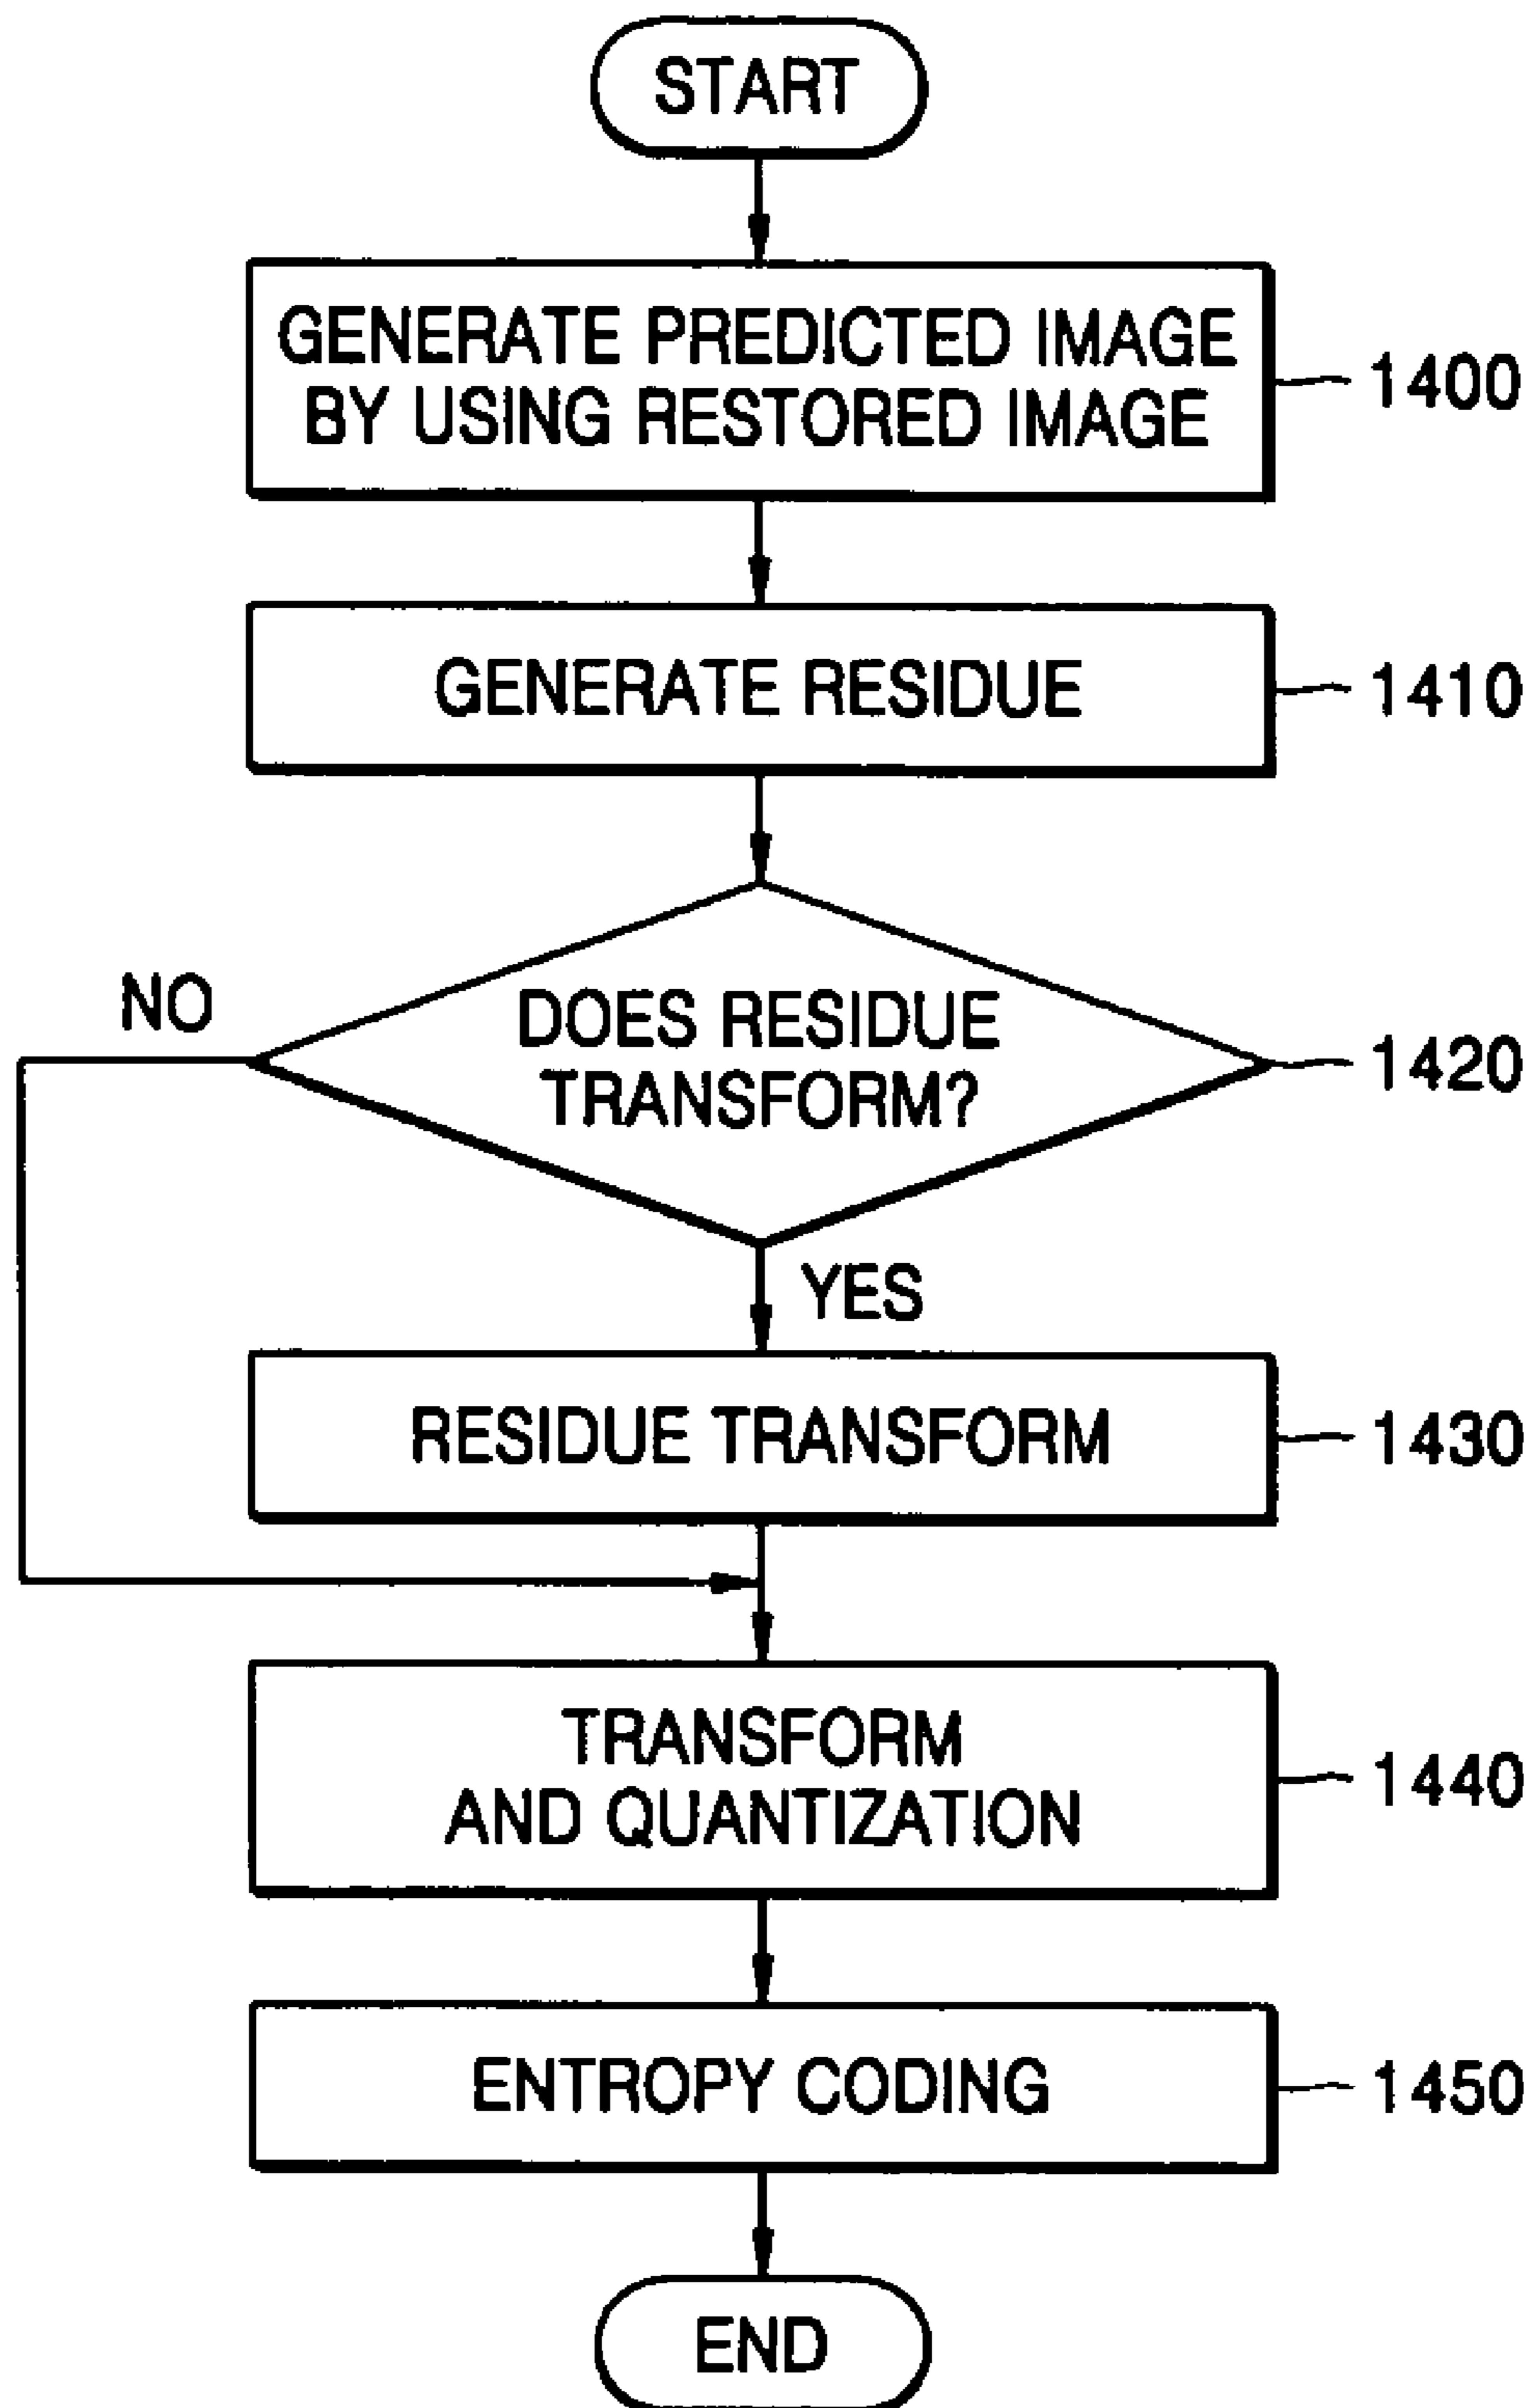 START
GENERATE PREDICTED IMAGE
BY USING RESTORED IMAGE
1400
GENERATE RESIDUE
1410
NO
DOES RESIDUE
TRANSFORM?
1420
YES
RESIDUE TRANSFORM
1430
TRANSFORM
AND QUANTIZATION
1440
ENTROPY CODING
1450
END